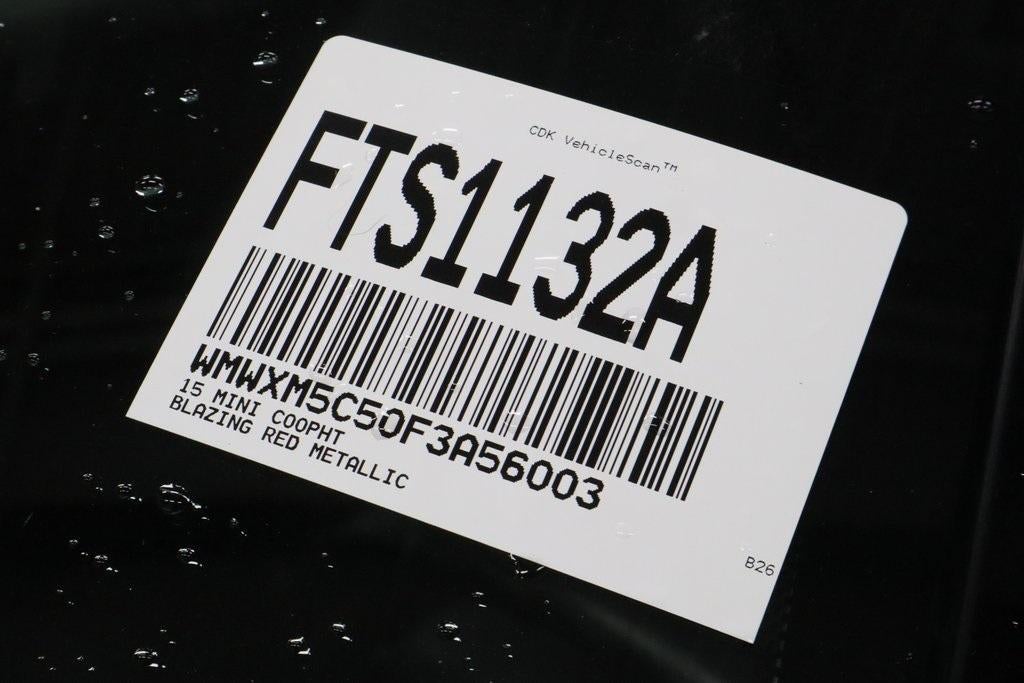 CDK VehicleScan™
FTS1132A
WMWXM5C50F3A56003
15 MINI COOPHT
BLAZING RED METALLIC
B26